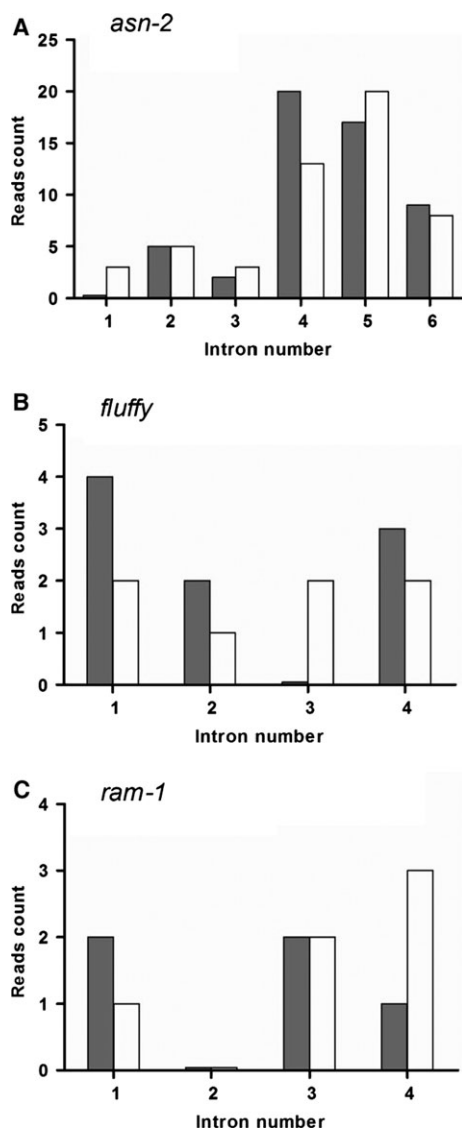 A
asn-2
25
20
15
10
5
0
Reads count
1 2 3 4 5 6
Intron number
B
fluffy
5
4
3
2
1
0
Reads count
1 2 3 4
Intron number
C
ram-1
4
3
2
1
0
Reads count
1 2 3 4
Intron number